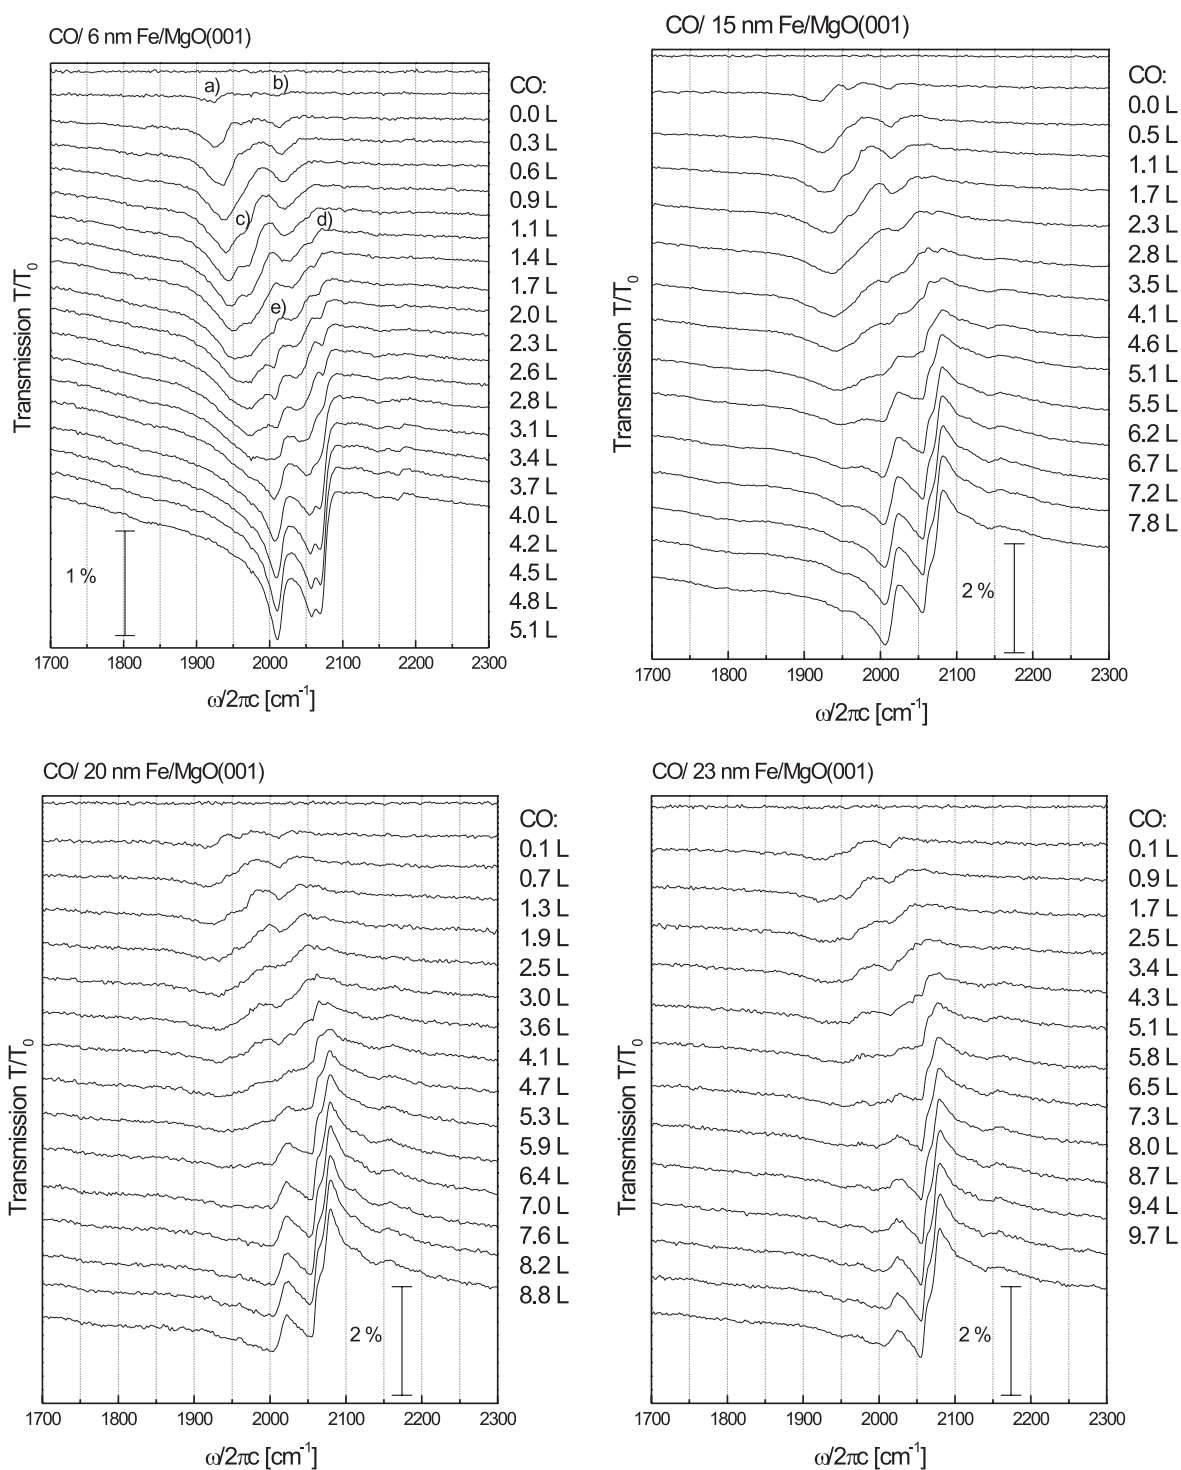 CO/ 6 nm Fe/MgO(001)
a)
b)
c)
d)
e)
CO:
0.0 L
0.3 L
0.6 L
0.9 L
1.1 L
1.4 L
1.7 L
2.0 L
2.3 L
2.6 L
2.8 L
3.1 L
3.4 L
3.7 L
4.0 L
4.2 L
4.5 L
4.8 L
5.1 L
1 %
Transmission T/T0
1700 1800 1900 2000 2100 2200 2300
ω/2πc [cm-1]
CO/ 15 nm Fe/MgO(001)
CO:
0.0 L
0.5 L
1.1 L
1.7 L
2.3 L
2.8 L
3.5 L
4.1 L
4.6 L
5.1 L
5.5 L
6.2 L
6.7 L
7.2 L
7.8 L
2 %
Transmission T/T0
1700 1800 1900 2000 2100 2200 2300
ω/2πc [cm-1]
CO/ 20 nm Fe/MgO(001)
CO:
0.1 L
0.7 L
1.3 L
1.9 L
2.5 L
3.0 L
3.6 L
4.1 L
4.7 L
5.3 L
5.9 L
6.4 L
7.0 L
7.6 L
8.2 L
8.8 L
2 %
Transmission T/T0
1700 1800 1900 2000 2100 2200 2300
ω/2πc [cm-1]
CO/ 23 nm Fe/MgO(001)
CO:
0.1 L
0.9 L
1.7 L
2.5 L
3.4 L
4.3 L
5.1 L
5.8 L
6.5 L
7.3 L
8.0 L
8.7 L
9.4 L
9.7 L
2 %
Transmission T/T0
1700 1800 1900 2000 2100 2200 2300
ω/2πc [cm-1]